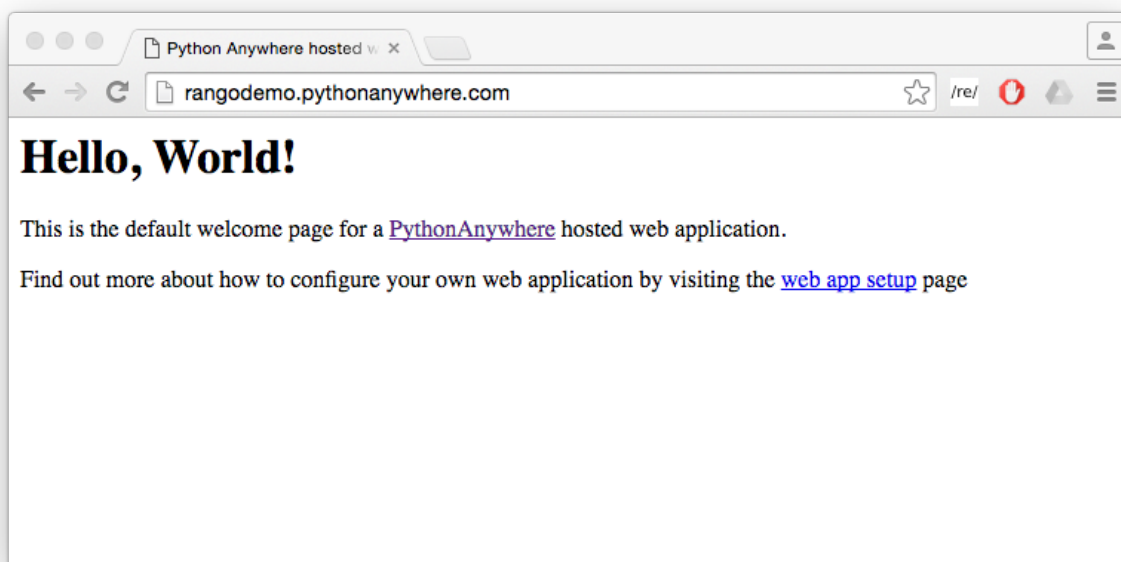 Python Anywhere hosted w
rangodemo.pythonanywhere.com
/re/
Hello, World!
This is the default welcome page for a PythonAnywhere hosted web application.
Find out more about how to configure your own web application by visiting the web app setup page